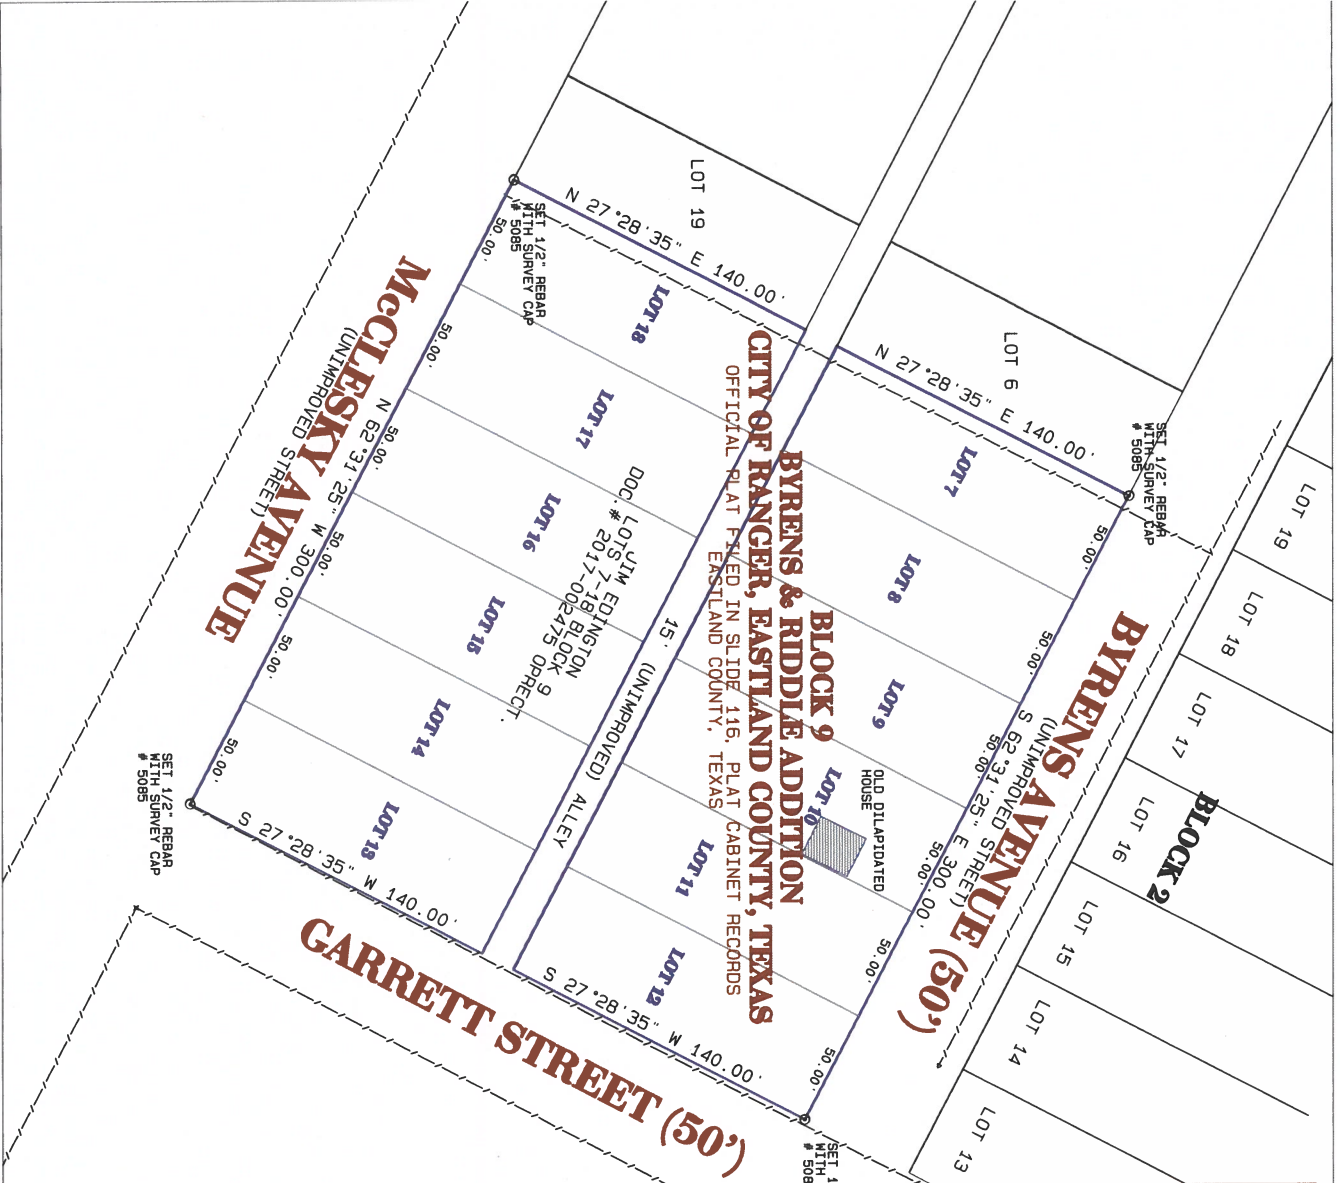 LOT 19
N 27°28'35" E 140.00'
SET 1/2" REBAR
WITH SURVEY CAP
# 5085
LOT 6
N 27°28'35" E 140.00'
SET 1/2" REBAR
WITH SURVEY CAP
# 5085
McCLESKY AVENUE
(UNIMPROVED STREET)
N 62°31'25" W 300.00'
50.00'
50.00'
50.00'
50.00'
50.00'
50.00'
LOT 18
LOT 17
LOT 16
LOT 15
LOT 14
LOT 13
JIM EDINGTON
LOTS 7-18, BLOCK 9
DOC. # 2017-002475 OPRECT.
15' (UNIMPROVED) ALLEY
BLOCK 9
BYRENS & RIDDLE ADDITION
CITY OF RANGER, EASTLAND COUNTY, TEXAS
OFFICIAL PLAT FILED IN SLIDE 116, PLAT CABINET RECORDS
EASTLAND COUNTY, TEXAS
LOT 7
LOT 8
LOT 9
LOT 10
LOT 11
LOT 12
OLD DILAPIDATED
HOUSE
50.00'
50.00'
50.00'
50.00'
50.00'
50.00'
S 62°31'25" E 300.00'
(UNIMPROVED STREET)
BYRENS AVENUE (50')
LOT 19
LOT 18
LOT 17
LOT 16
LOT 15
LOT 14
LOT 13
BLOCK 2
SET 1/2" REBAR
WITH SURVEY CAP
# 5085
S 27°28'35" W 140.00'
S 27°28'35" W 140.00'
GARRETT STREET (50')
SET 1
WITH
# 508